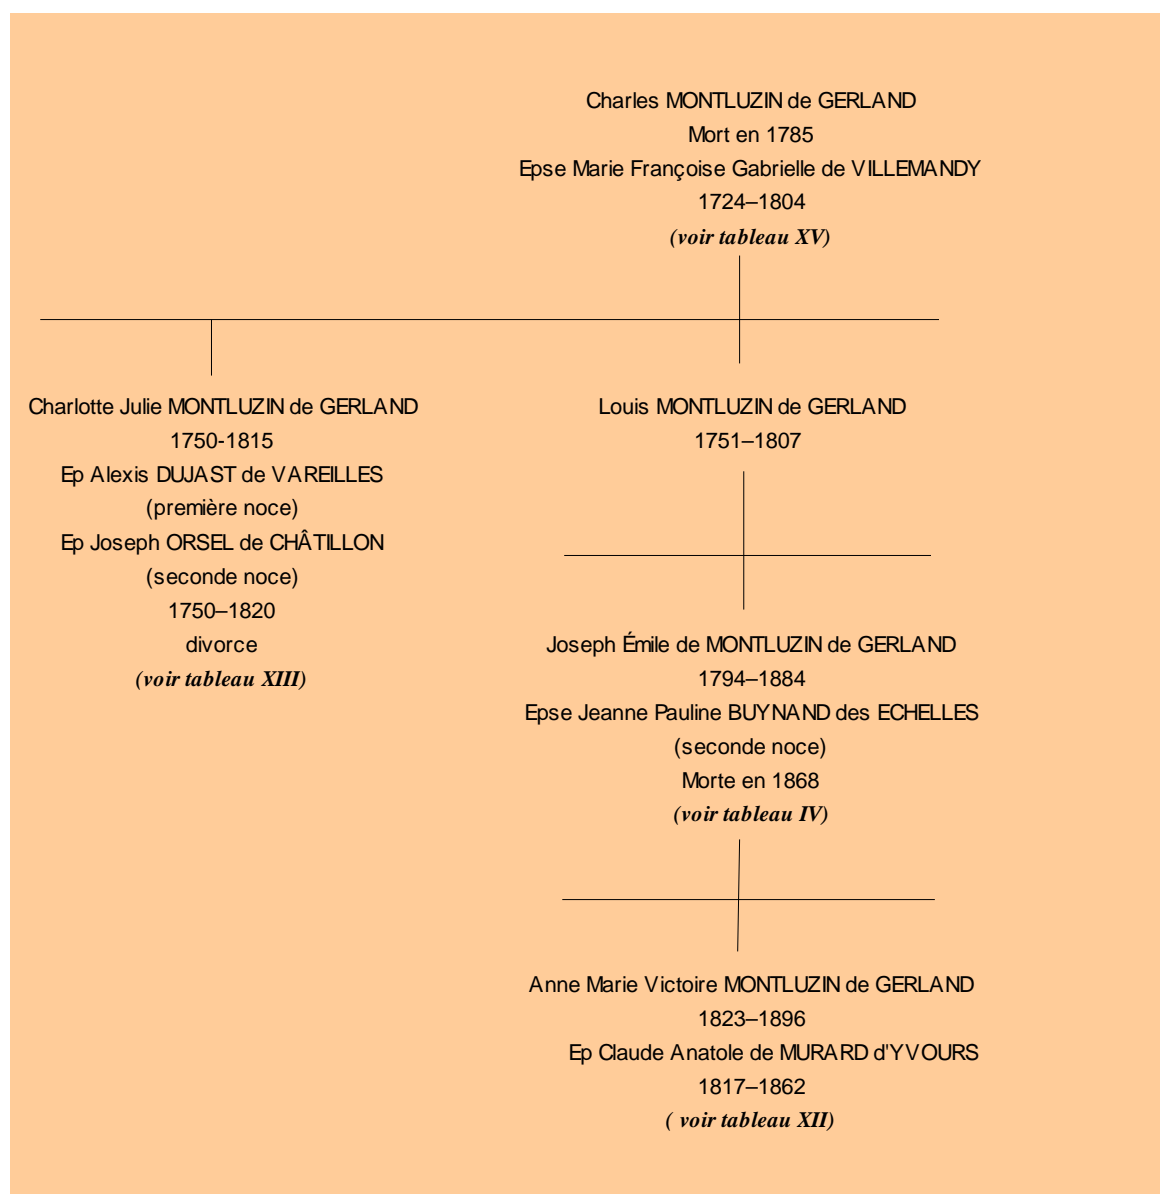 Charles MONTLUZIN de GERLAND
Mort en 1785
Epse Marie Françoise Gabrielle de VILLEMANDY
1724–1804
(voir tableau XV)
Charlotte Julie MONTLUZIN de GERLAND
1750-1815
Ep Alexis DUJAST de VAREILLES
(première noce)
Ep Joseph ORSEL de CHÂTILLON
(seconde noce)
1750–1820
divorce
(voir tableau XIII)
Louis MONTLUZIN de GERLAND
1751–1807
Joseph Émile de MONTLUZIN de GERLAND
1794–1884
Epse Jeanne Pauline BUYNAND des ECHELLES
(seconde noce)
Morte en 1868
(voir tableau IV)
Anne Marie Victoire MONTLUZIN de GERLAND
1823–1896
Ep Claude Anatole de MURARD d'YVOURS
1817–1862
( voir tableau XII)